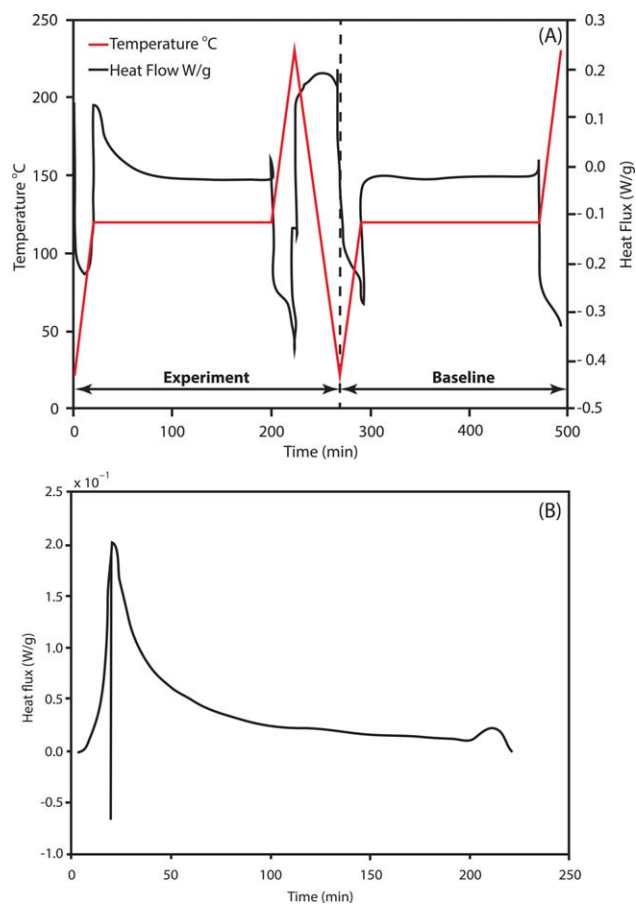 (A)
Temperature °C
Heat Flow W/g
250
200
150
100
50
0
Temperature °C
0.3
0.2
0.1
0.0
- 0.1
- 0.2
- 0.3
- 0.4
-0.5
Heat Flux (W/g)
Experiment
Baseline
0
100
200
300
400
500
Time (min)
x 10⁻¹
(B)
2.5
2.0
1.5
1.0
0.5
0.0
-0.5
-1.0
Heat flux (W/g)
0
50
100
150
200
250
Time (min)